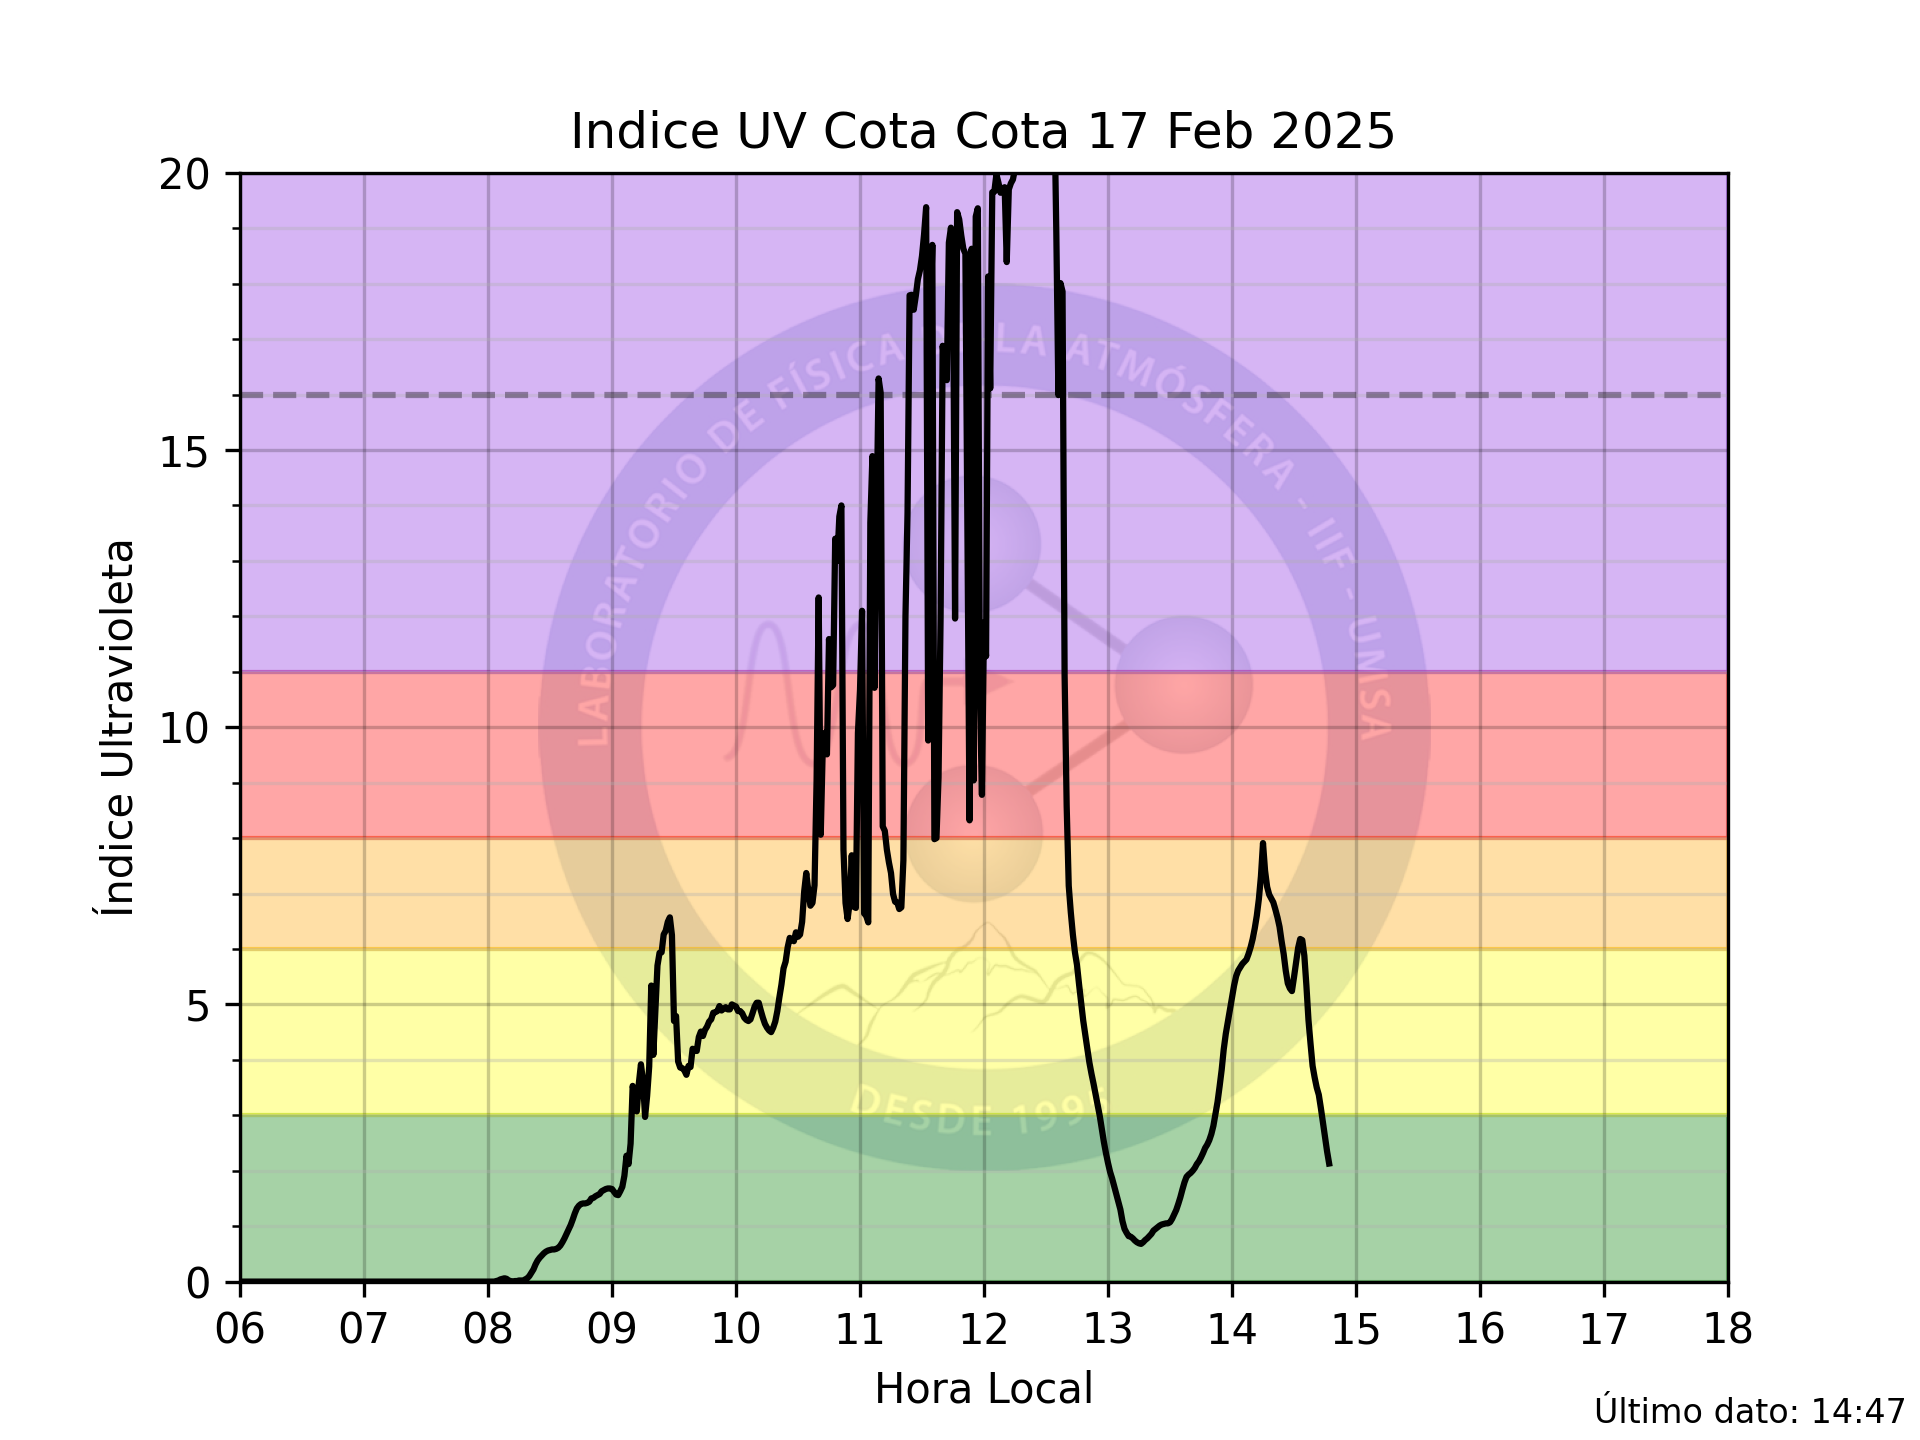 Indice UV Cota Cota 17 Feb 2025
20
15
10
5
0
Índice Ultravioleta
LABORATORIO DE FÍSICA LA ATMÓSFERA - IIF - UMSA
DESDE
06 07 08 09 10 11 12 13 14 15 16 17 18
Hora Local
Último dato: 14:47